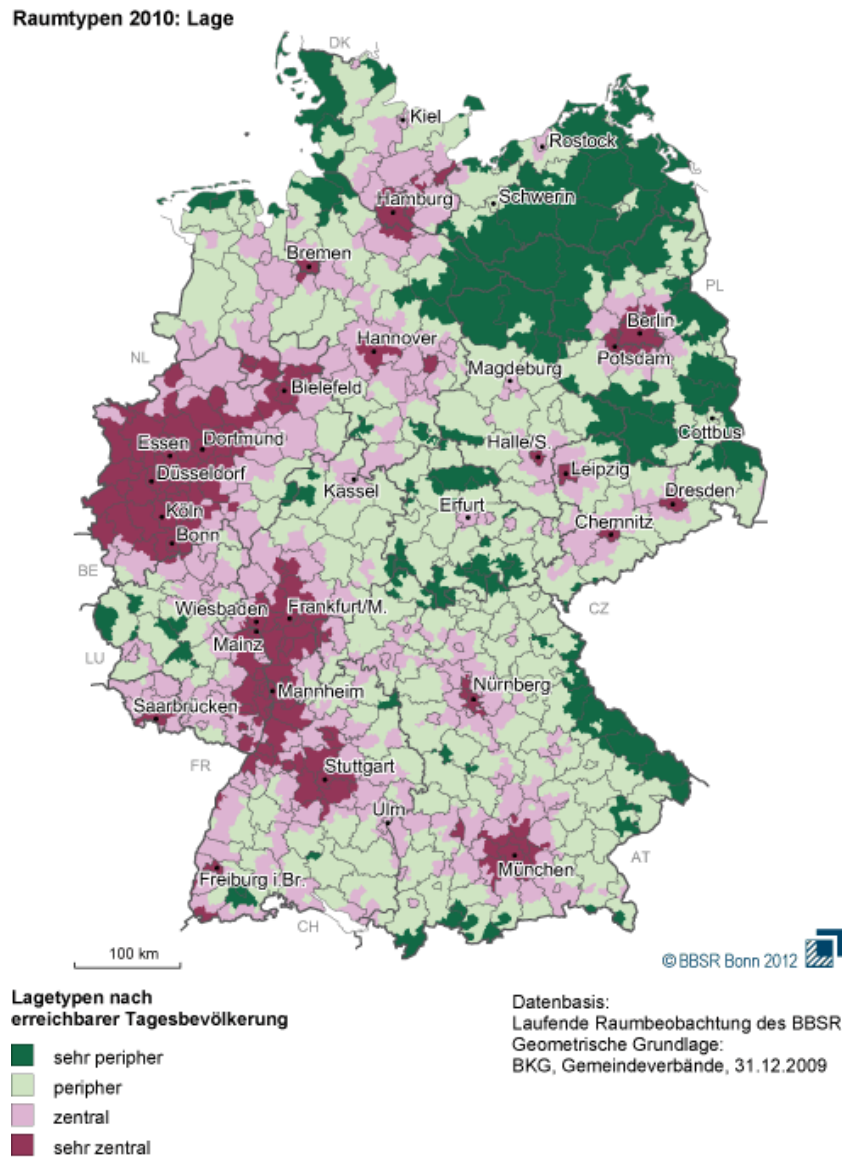 Raumtypen 2010: Lage
DK
Kiel
Rostock
Schwerin
Hamburg
Bremen
PL
Berlin
Potsdam
Hannover
NL
Magdeburg
Bielefeld
Cottbus
Essen
Dortmund
Halle/S.
Leipzig
Düsseldorf
Kassel
Erfurt
Dresden
Köln
Chemnitz
Bonn
BE
Wiesbaden
Frankfurt/M.
CZ
Mainz
LU
Mannheim
Nürnberg
Saarbrücken
FR
Stuttgart
Ulm
München
AT
Freiburg i.Br.
CH
100 km
© BBSR Bonn 2012
Lagetypen nach
erreichbarer Tagesbevölkerung
sehr peripher
peripher
zentral
sehr zentral
Datenbasis:
Laufende Raumbeobachtung des BBSR
Geometrische Grundlage:
BKG, Gemeindeverbände, 31.12.2009